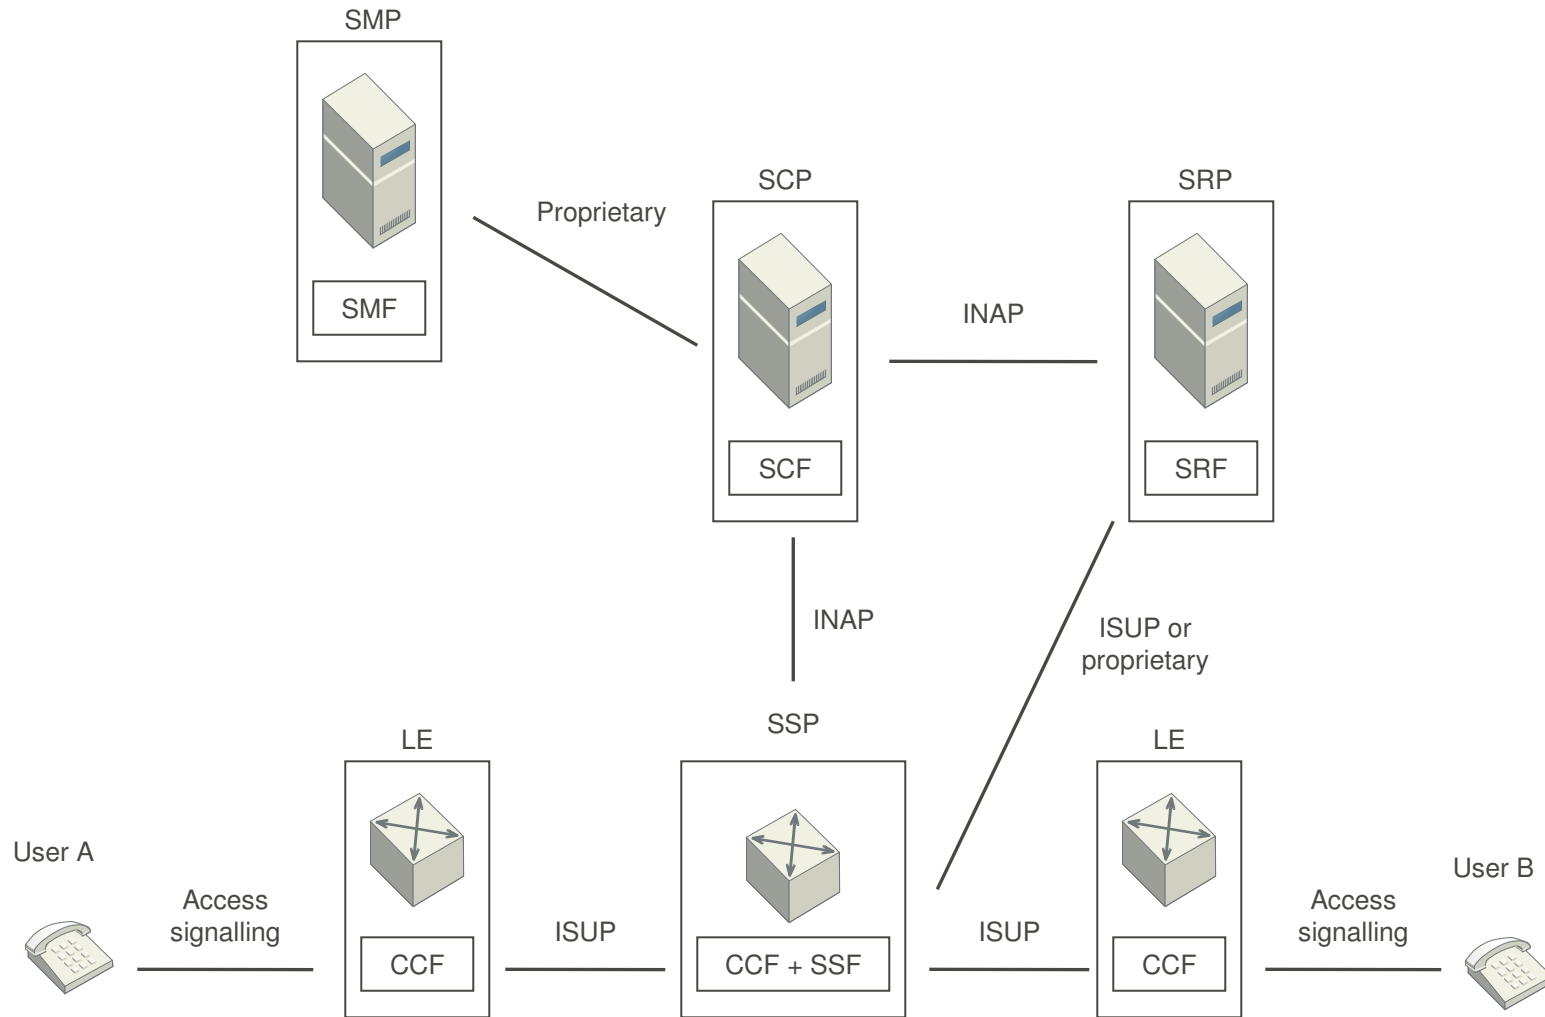 SMP
SMF
Proprietary
SCP
SCF
INAP
SRP
SRF
INAP
ISUP or
proprietary
SSP
LE
LE
User A
Access
signalling
CCF
ISUP
CCF + SSF
ISUP
CCF
Access
signalling
User B